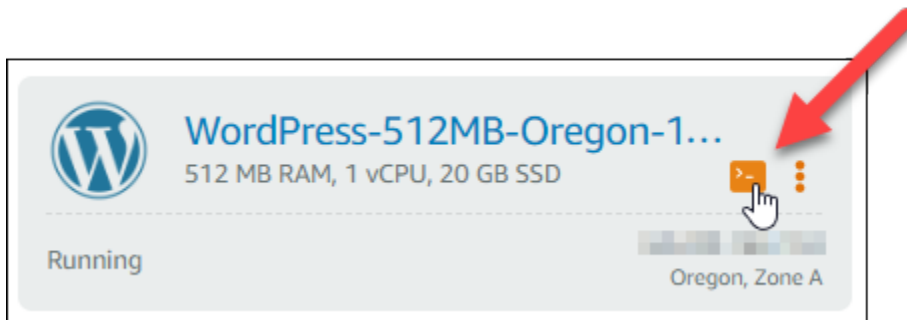 WordPress-512MB-Oregon-1...
512 MB RAM, 1 vCPU, 20 GB SSD
Running
Oregon, Zone A